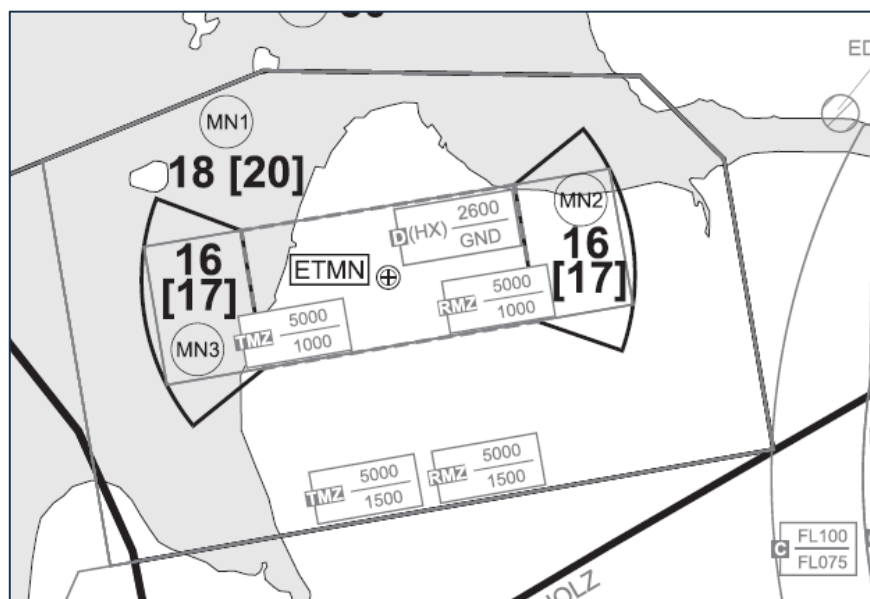 ED
MN1
18 [20]
MN2
D (HX) 2600
GND
16
[17]
16
[17]
ETMN
RMZ 5000
1000
TMZ 5000
1000
MN3
TMZ 5000
1500
RMZ 5000
1500
C FL100
FL075
HOLZ